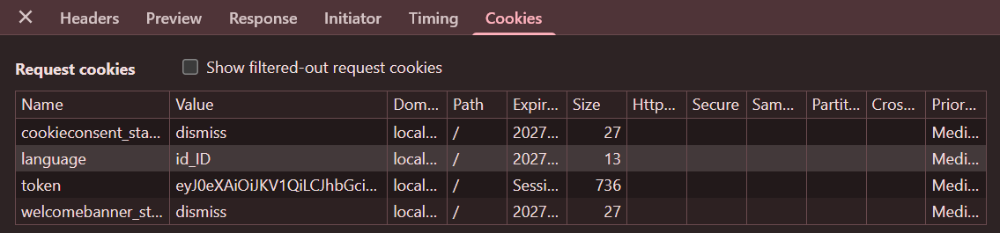 ✕ Headers Preview Response Initiator Timing Cookies
Request cookies Show filtered-out request cookies
Name Value Dom... Path Expir... Size Http... Secure Sam... Partit... Cros... Prior...
cookieconsent_sta... dismiss local... / 2027... 27 Medi...
language id_ID local... / 2027... 13 Medi...
token eyJ0eXAiOiJKV1QiLCJhbGci... local... / Sessi... 736 Medi...
welcomebanner_st... dismiss local... / 2027... 27 Medi...